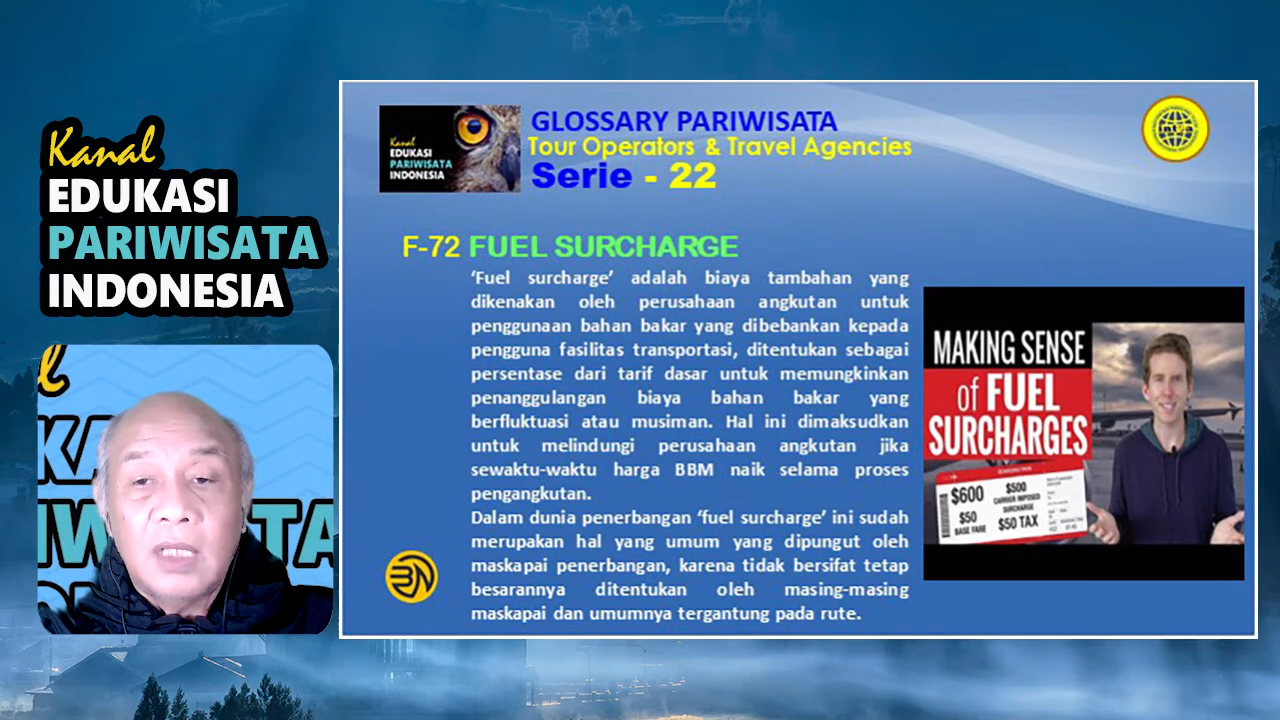 Kanal
EDUKASI
PARIWISATA
INDONESIA
Kanal
EDUKASI
PARIWISATA
INDONESIA
GLOSSARY PARIWISATA
Tour Operators & Travel Agencies
Serie - 22
F-72 FUEL SURCHARGE
‘Fuel surcharge’ adalah biaya tambahan yang
dikenakan oleh perusahaan angkutan untuk
penggunaan bahan bakar yang dibebankan kepada
pengguna fasilitas transportasi, ditentukan sebagai
persentase dari tarif dasar untuk memungkinkan
penanggulangan biaya bahan bakar yang
berfluktuasi atau musiman. Hal ini dimaksudkan
untuk melindungi perusahaan angkutan jika
sewaktu-waktu harga BBM naik selama proses
pengangkutan.
Dalam dunia penerbangan ‘fuel surcharge’ ini sudah
merupakan hal yang umum yang dipungut oleh
maskapai penerbangan, karena tidak bersifat tetap
besarannya ditentukan oleh masing-masing
maskapai dan umumnya tergantung pada rute.
MAKING SENSE
of FUEL
SURCHARGES
BOARDING PASS
$600
$50
BASE FARE
$500
CARRIER IMPOSED
SURCHARGE
$50 TAX